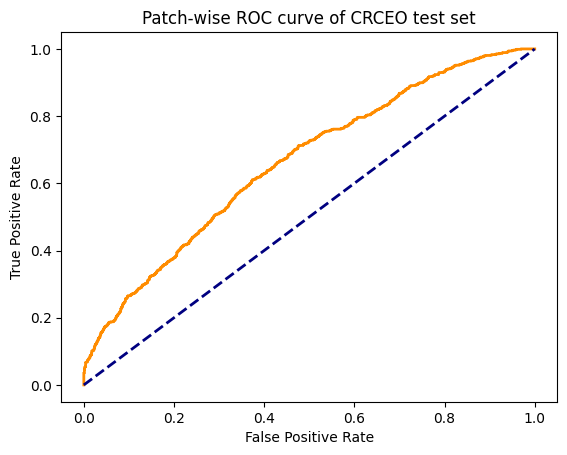 Patch-wise ROC curve of CRCEO test set
True Positive Rate
1.0
0.8
0.6
0.4
0.2
0.0
0.0 0.2 0.4 0.6 0.8 1.0
False Positive Rate